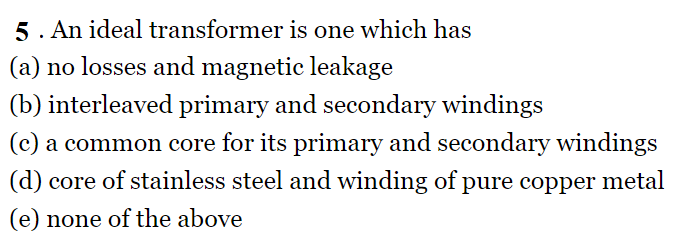 5 . An ideal transformer is one which has
(a) no losses and magnetic leakage
(b) interleaved primary and secondary windings
(c) a common core for its primary and secondary windings
(d) core of stainless steel and winding of pure copper metal
(e) none of the above